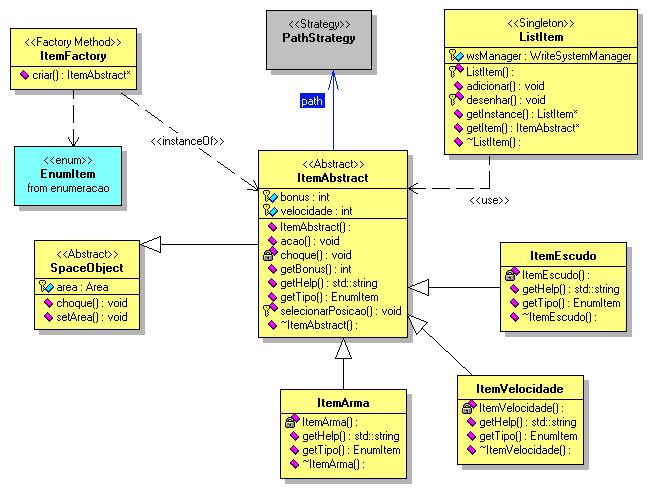 <<Factory Method>>
ItemFactory
criar() : ItemAbstract*
<<Strategy>>
PathStrategy
<<Singleton>>
ListItem
wsManager : WriteSystemManager
ListItem() :
adicionar() : void
desenhar() : void
getInstance() : ListItem*
getItem() : ItemAbstract*
~ListItem() :
path
<<instanceOf>>
<<enum>>
EnumItem
from enumeracao
<<use>>
<<Abstract>>
ItemAbstract
bonus : int
velocidade : int
ItemAbstract() :
acao() : void
choque() : void
getBonus() : int
getHelp() : std::string
getTipo() : EnumItem
selecionarPosicao() : void
~ItemAbstract() :
<<Abstract>>
SpaceObject
area : Area
choque() : void
setArea() : void
ItemEscudo
ItemEscudo() :
getHelp() : std::string
getTipo() : EnumItem
~ItemEscudo() :
ItemArma
ItemArma() :
getHelp() : std::string
getTipo() : EnumItem
~ItemArma() :
ItemVelocidade
ItemVelocidade() :
getHelp() : std::string
getTipo() : EnumItem
~ItemVelocidade() :